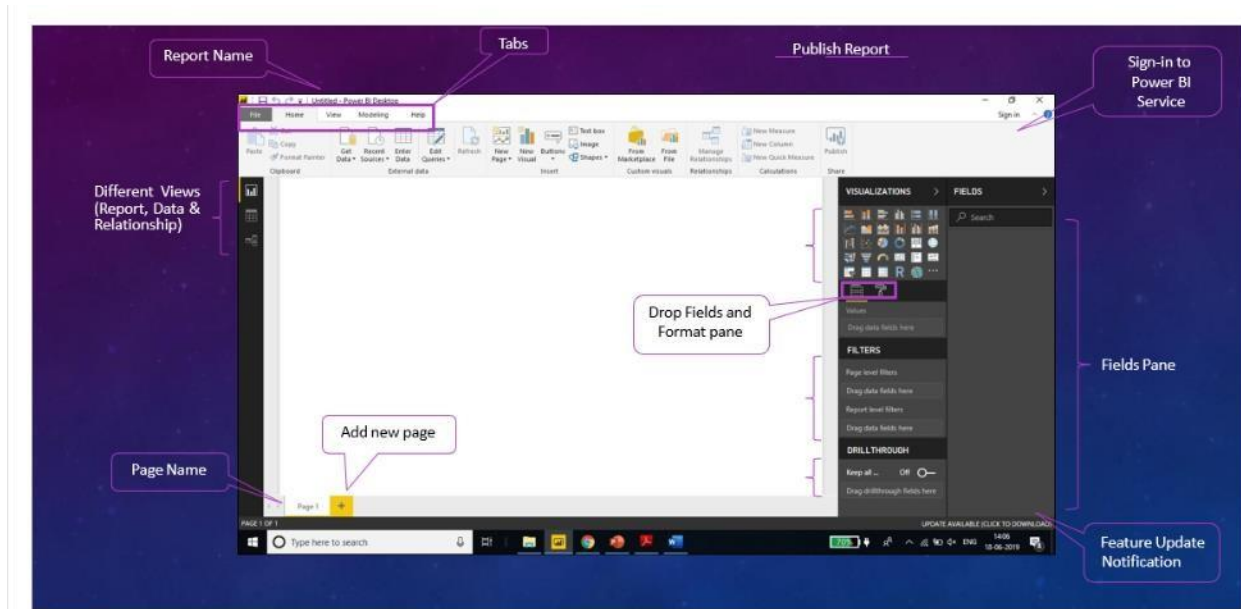 Report Name
Tabs
Publish Report
Sign-in to
Power BI
Service
Untitled - Power BI Desktop
File Home View Modeling Help
Sign in
Paste
Cut
Copy
Format Painter
Clipboard
Get
Data
Recent
Sources
Enter
Data
Edit
Queries
External data
Refresh
New
Page
New
Visual
Buttons
Text box
Image
Shapes
Insert
From
Marketplace
From
File
Custom visuals
Manage
Relationships
Relationships
New Measure
New Column
New Quick Measure
Calculations
Publish
Share
Different Views
(Report, Data &
Relationship)
VISUALIZATIONS
FIELDS
Search
R
Drop Fields and
Format pane
Values
Drag data fields here
FILTERS
Page level filters
Drag data fields here
Report level filters
Drag data fields here
DRILLTHROUGH
Keep all ... Off
Drag drillthrough fields here
Fields Pane
Add new page
Page Name
Page 1 +
PAGE 1 OF 1
UPDATE AVAILABLE (CLICK TO DOWNLOAD)
Type here to search
70%
ENG
14:06
18-06-2019
Feature Update
Notification